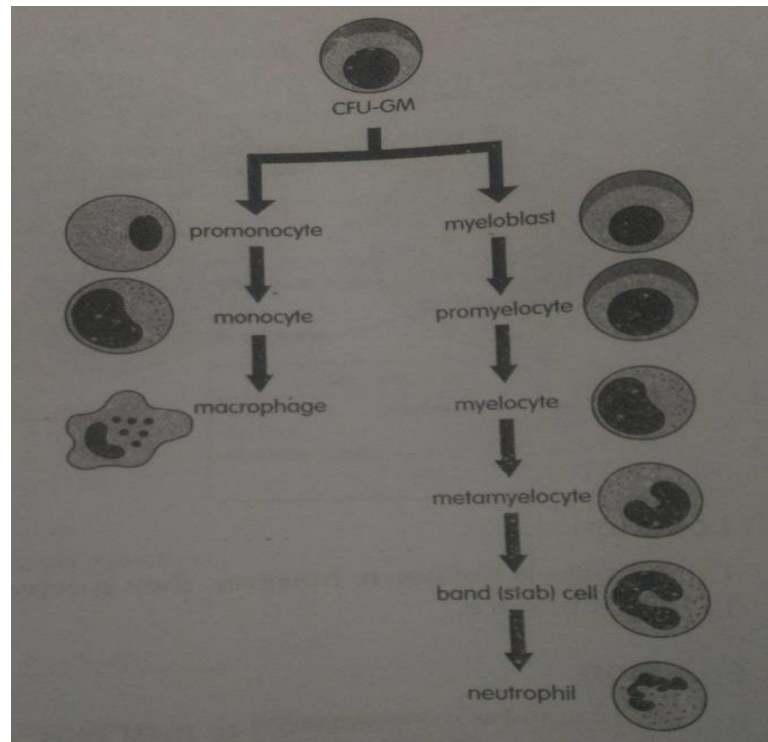 CFU-GM
promonocyte
monocyte
macrophage
myeloblast
promyelocyte
myelocyte
metamyelocyte
band (stab) cell
neutrophil